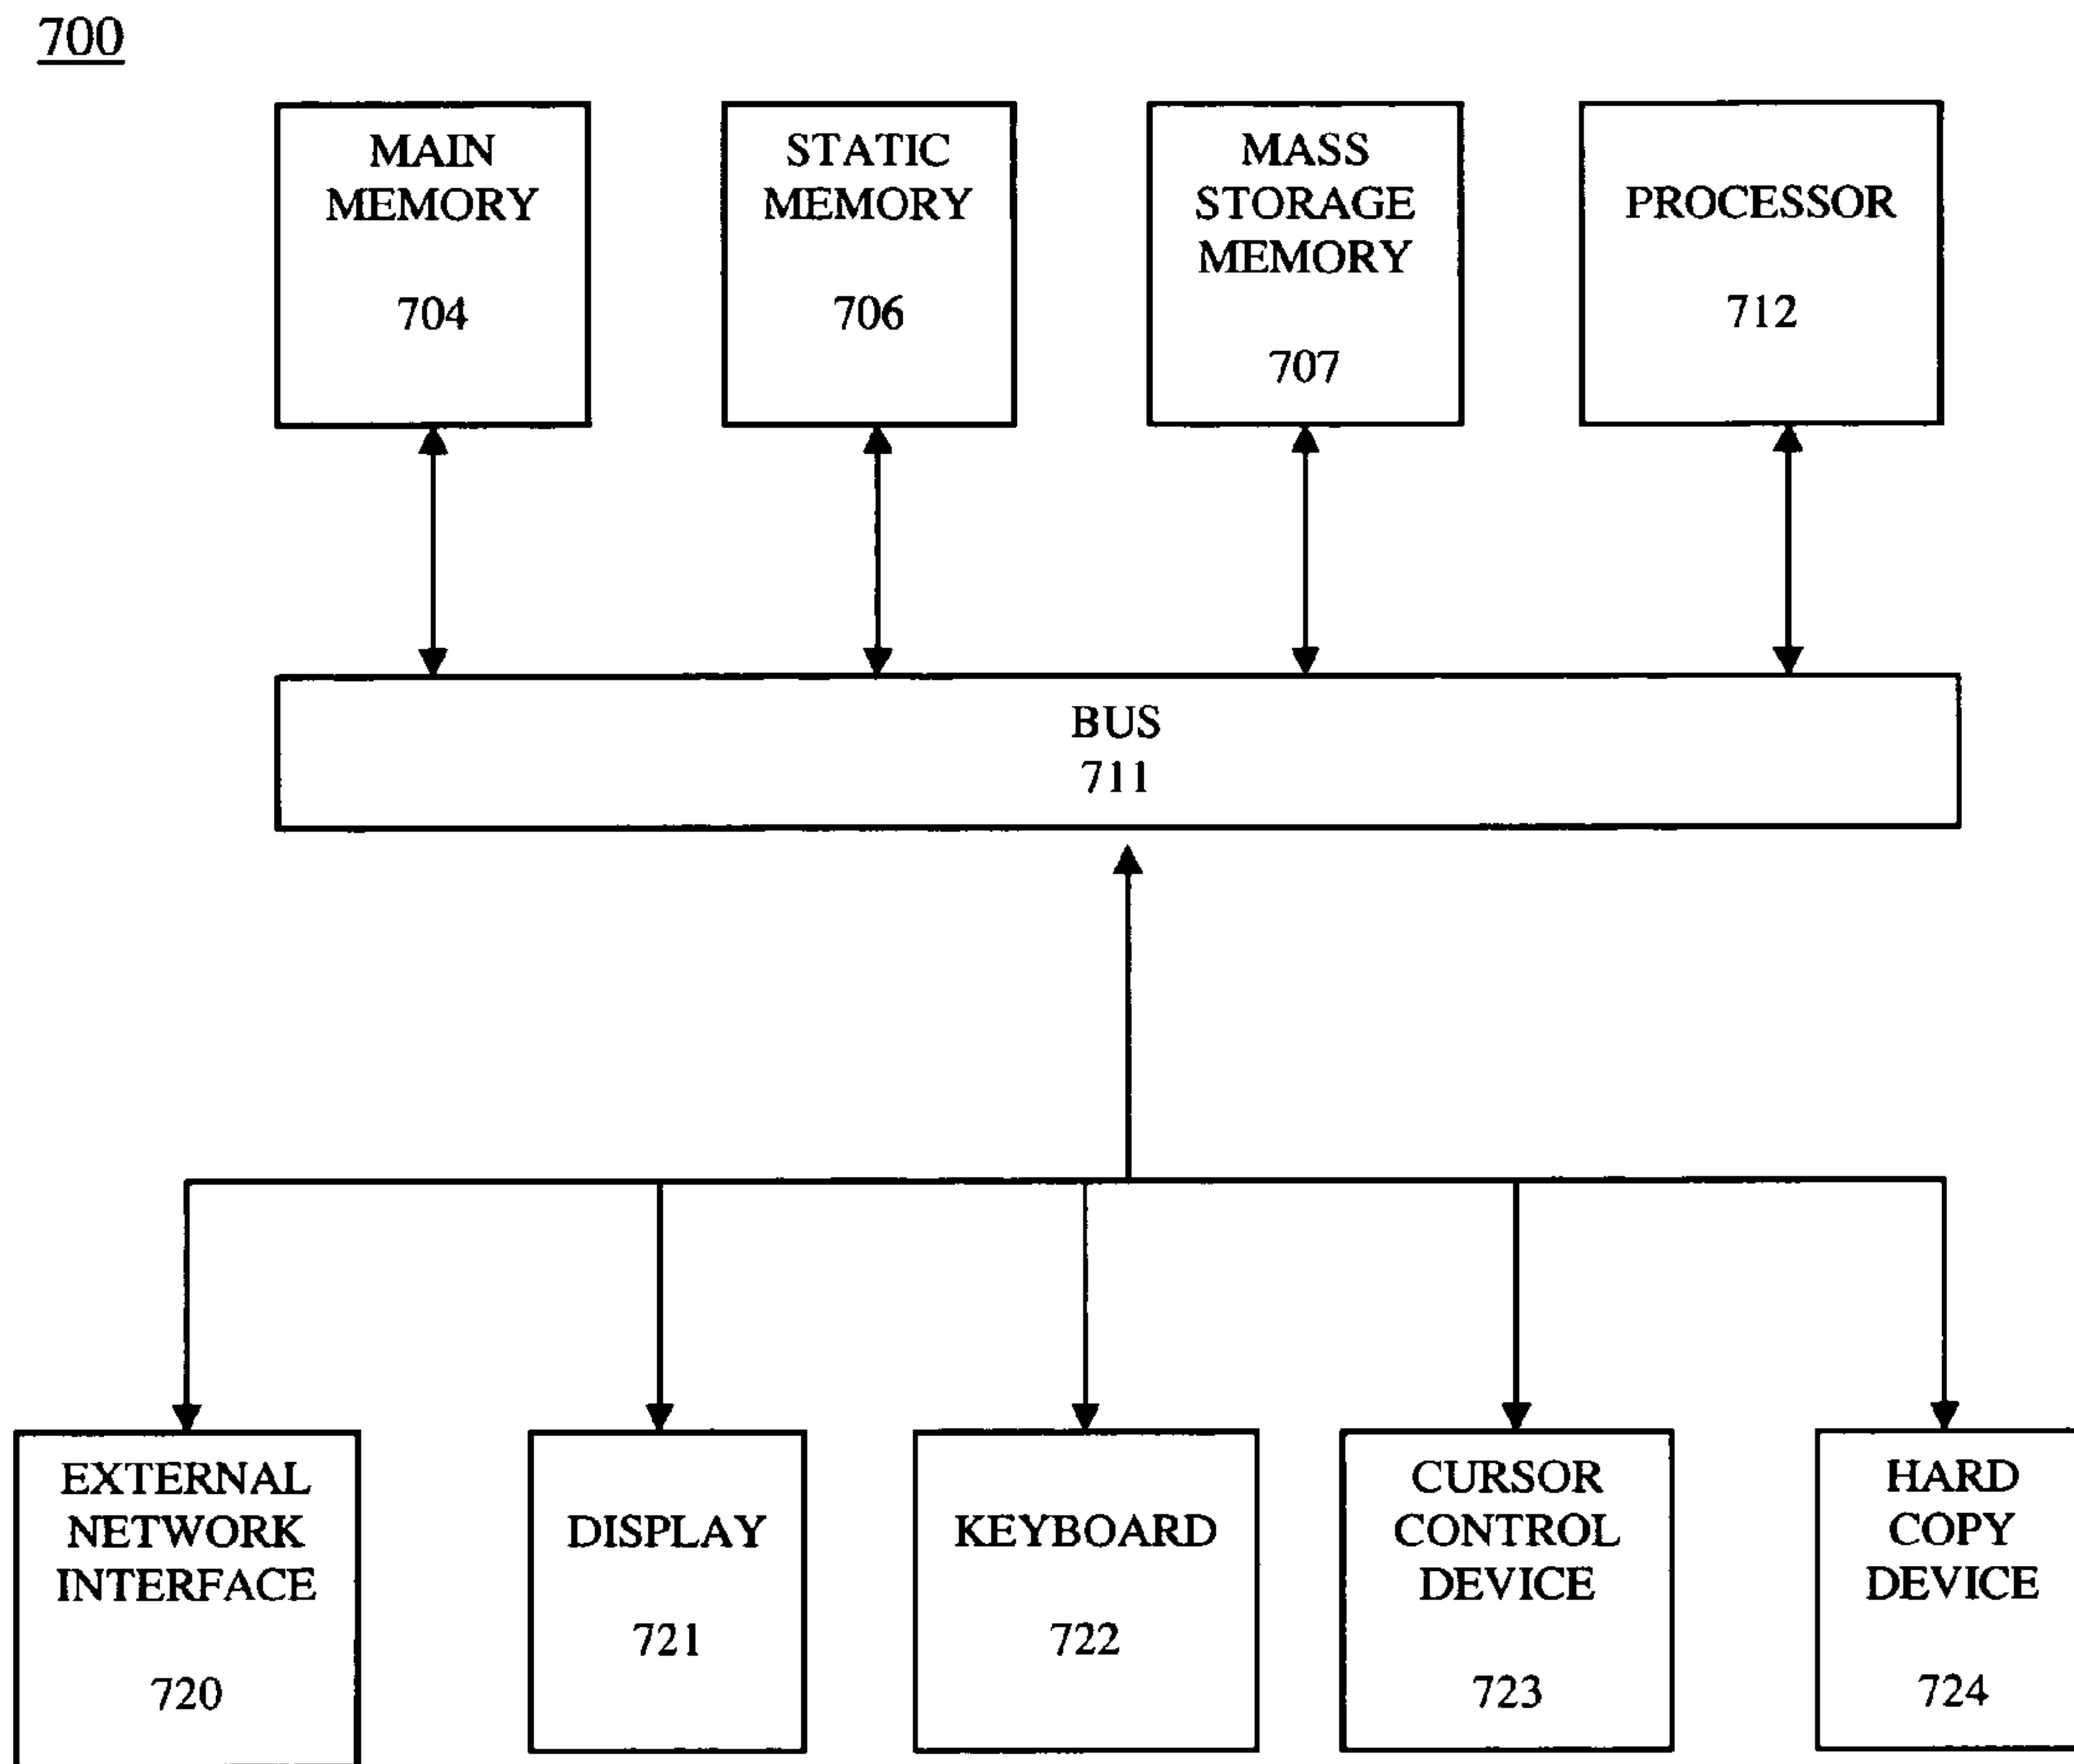 700
MAIN
MEMORY
704
STATIC
MEMORY
706
MASS
STORAGE
MEMORY
707
PROCESSOR
712
BUS
711
EXTERNAL
NETWORK
INTERFACE
720
DISPLAY
721
KEYBOARD
722
CURSOR
CONTROL
DEVICE
723
HARD
COPY
DEVICE
724